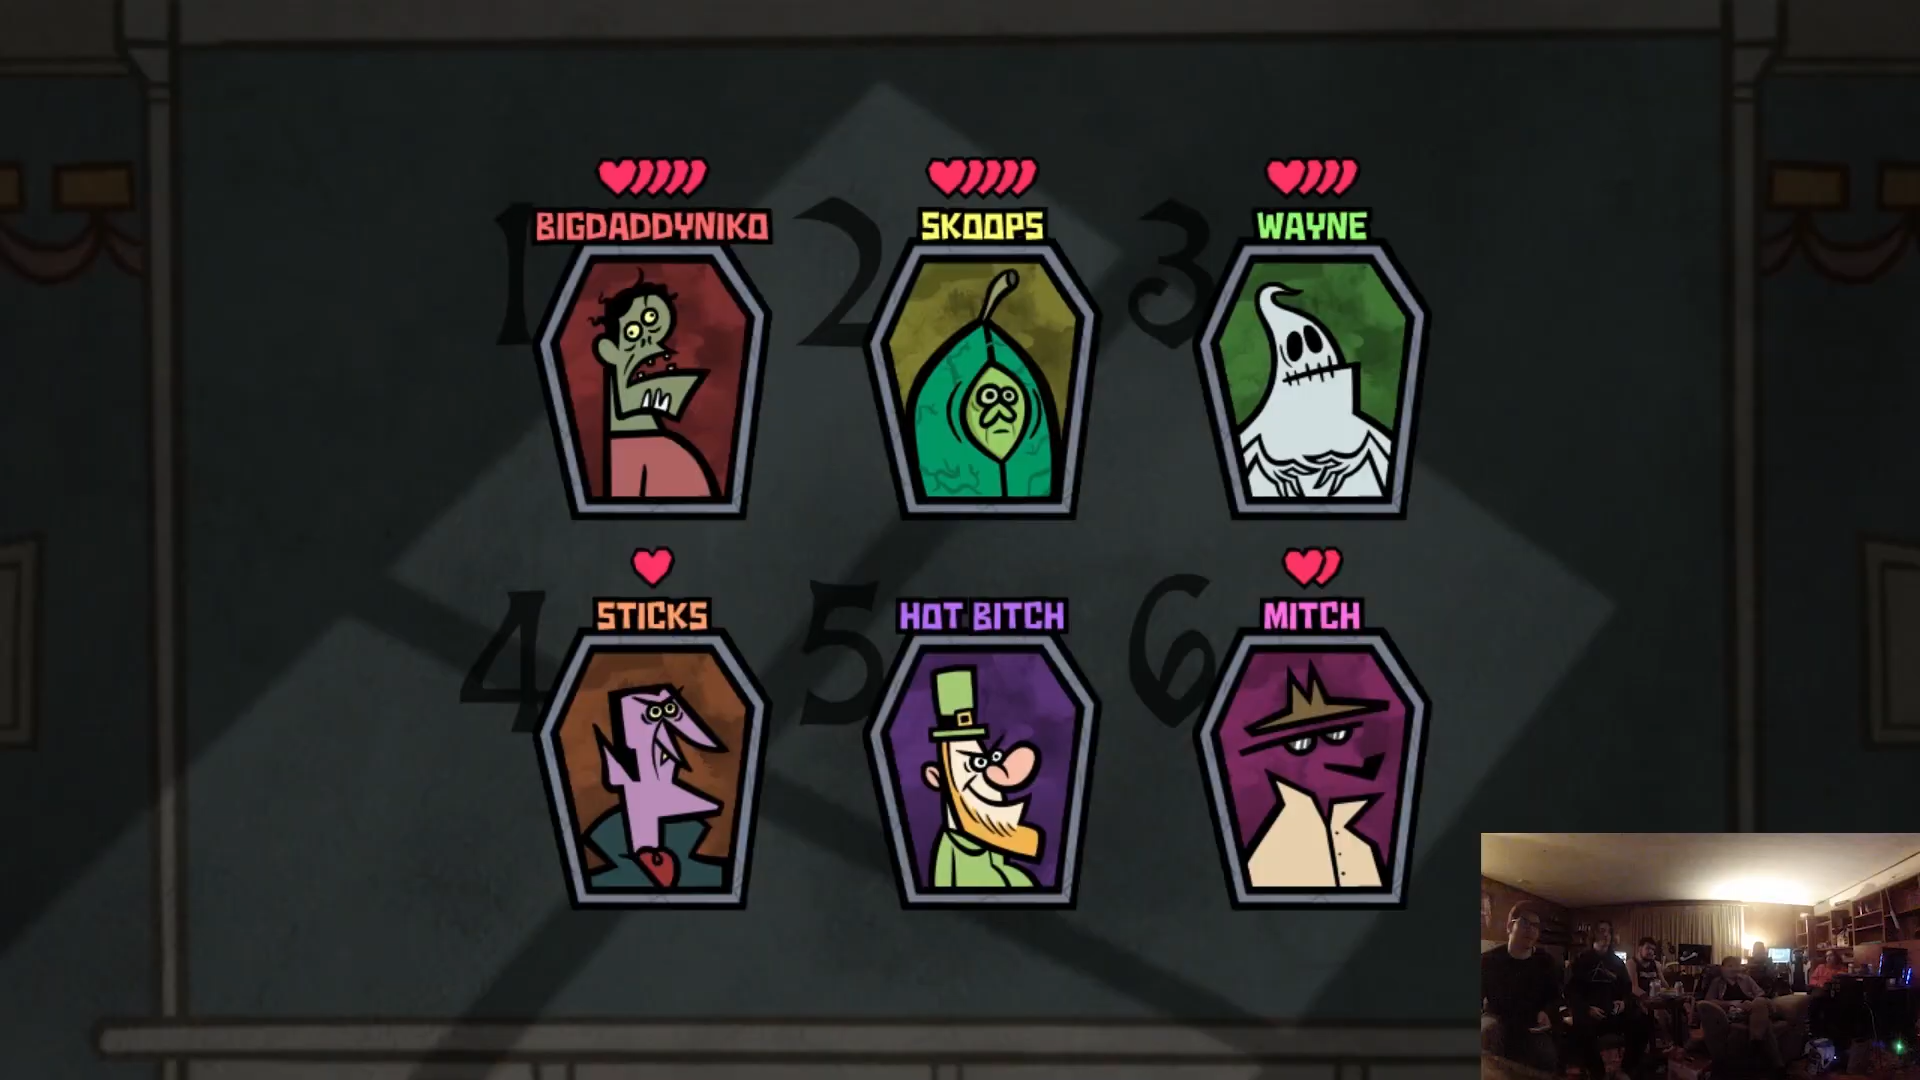 1
BIGDADDYNIKO
2
SKOOPS
3
WAYNE
4
STICKS
5
HOT BITCH
6
MITCH